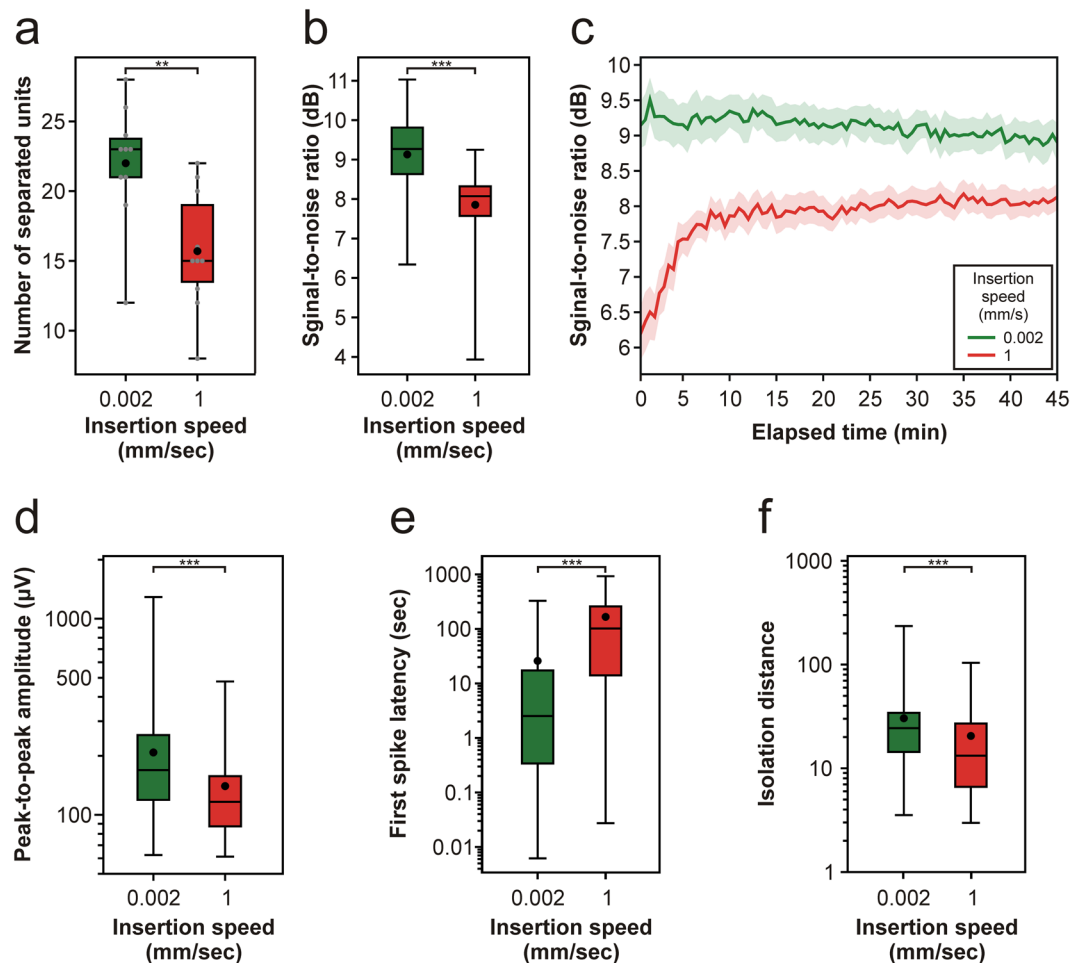 a
Number of separated units
25
20
15
10
**
0.002 1
Insertion speed
(mm/sec)
b
Sginal-to-noise ratio (dB)
11
10
9
8
7
6
5
4
***
0.002 1
Insertion speed
(mm/sec)
c
Sginal-to-noise ratio (dB)
9.5
9
8.5
8
7.5
7
6.5
6
Insertion
speed
(mm/s)
0.002
1
0 5 10 15 20 25 30 35 40 45
Elapsed time (min)
d
Peak-to-peak amplitude (µV)
1000
500
100
***
0.002 1
Insertion speed
(mm/sec)
e
First spike latency (sec)
1000
100
10
1
0.1
0.01
***
0.002 1
Insertion speed
(mm/sec)
f
Isolation distance
1000
100
10
1
***
0.002 1
Insertion speed
(mm/sec)